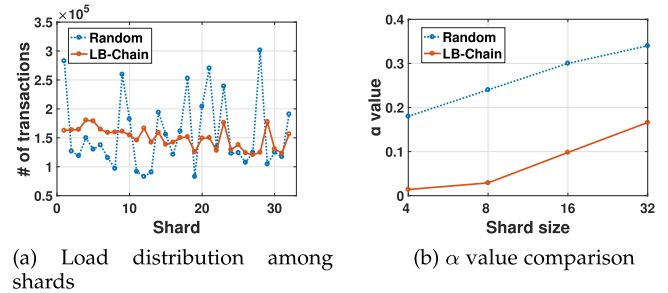 ×10⁵
3.5
3
2.5
2
1.5
1
0.5
# of transactions
Random
LB-Chain
0 10 20 30
Shard
(a) Load distribution among
shards
0.4
0.3
0.2
0.1
0
α value
Random
LB-Chain
4 8 16 32
Shard size
(b) α value comparison